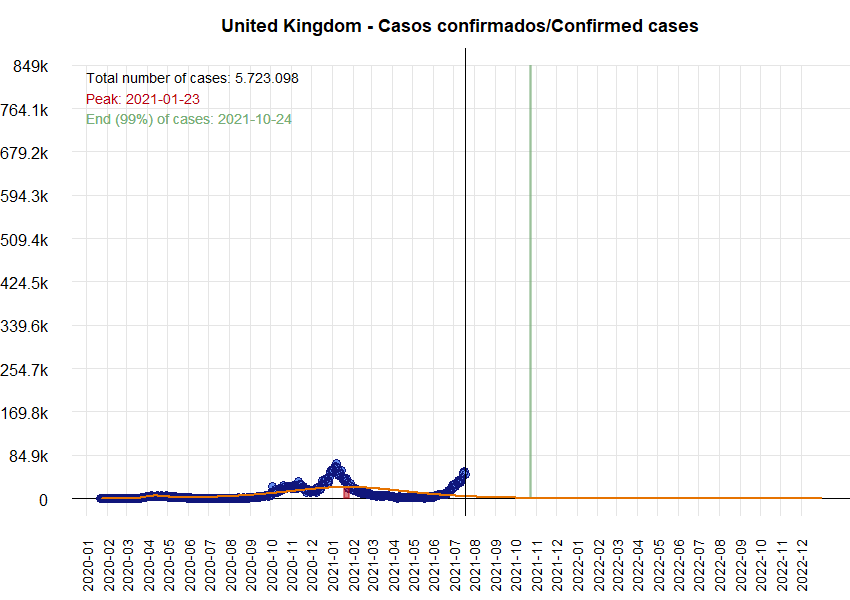 United Kingdom - Casos confirmados/Confirmed cases
849k
Total number of cases: 5.723.098
Peak: 2021-01-23
End (99%) of cases: 2021-10-24
764.1k
679.2k
594.3k
509.4k
424.5k
339.6k
254.7k
169.8k
84.9k
0
2020-01
2020-02
2020-03
2020-04
2020-05
2020-06
2020-07
2020-08
2020-09
2020-10
2020-11
2020-12
2021-01
2021-02
2021-03
2021-04
2021-05
2021-06
2021-07
2021-08
2021-09
2021-10
2021-11
2021-12
2022-01
2022-02
2022-03
2022-04
2022-05
2022-06
2022-07
2022-08
2022-09
2022-10
2022-11
2022-12